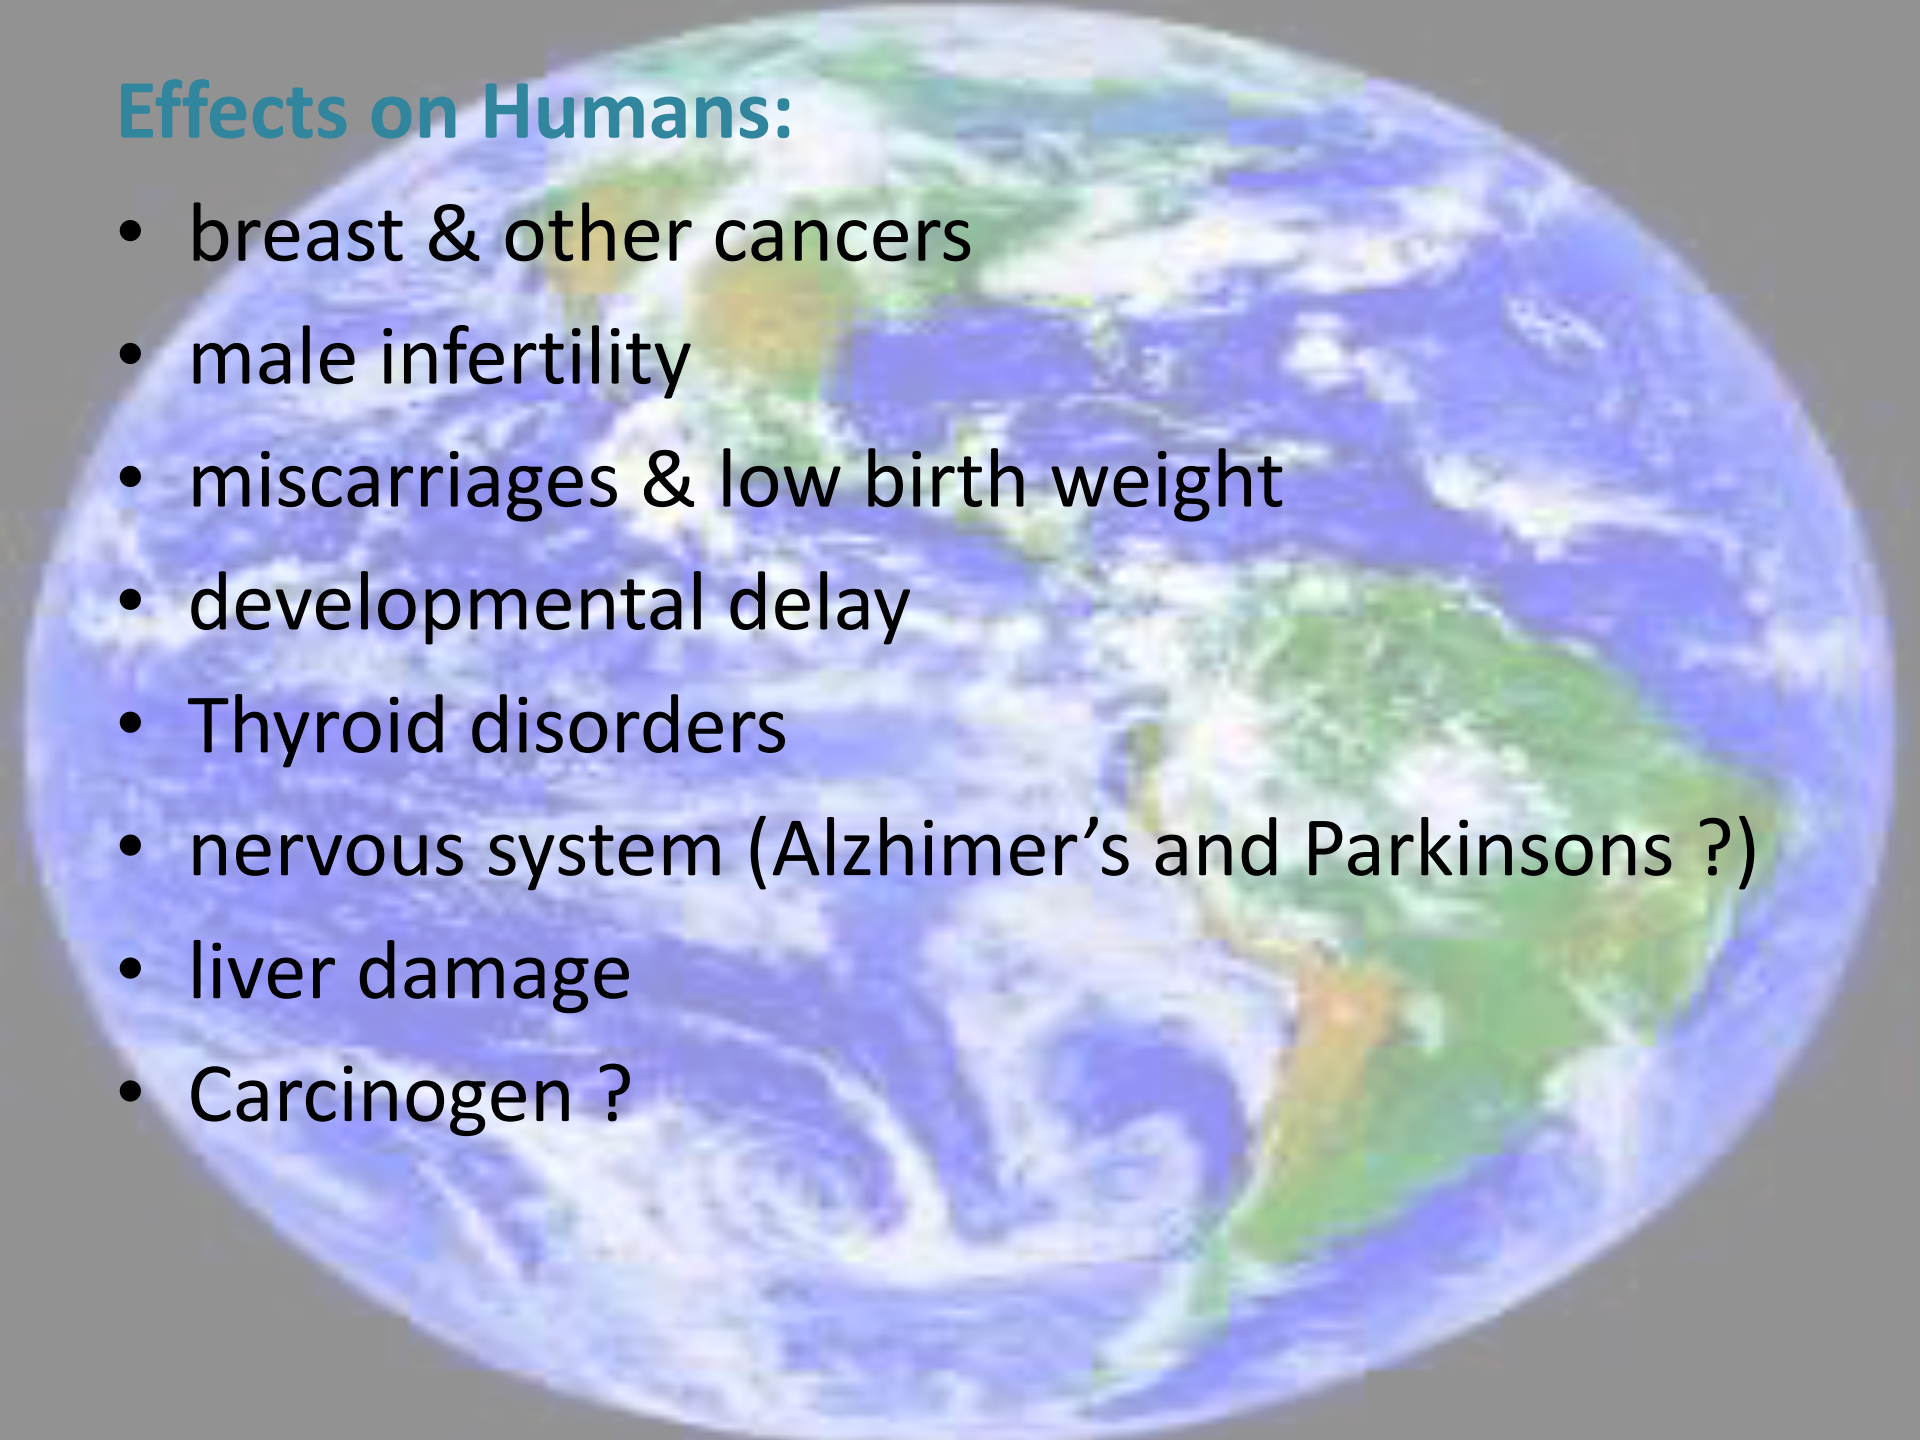 Effects on Humans:
• breast & other cancers
• male infertility
• miscarriages & low birth weight
• developmental delay
• Thyroid disorders
• nervous system (Alzhimer’s and Parkinsons ?)
• liver damage
• Carcinogen ?